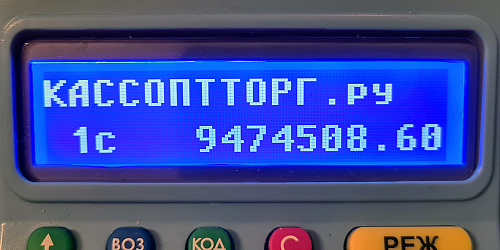 КАССОПТТОРГ.ру
1с 9474508.60
↑ ВОЗ КОД С РЕЖ